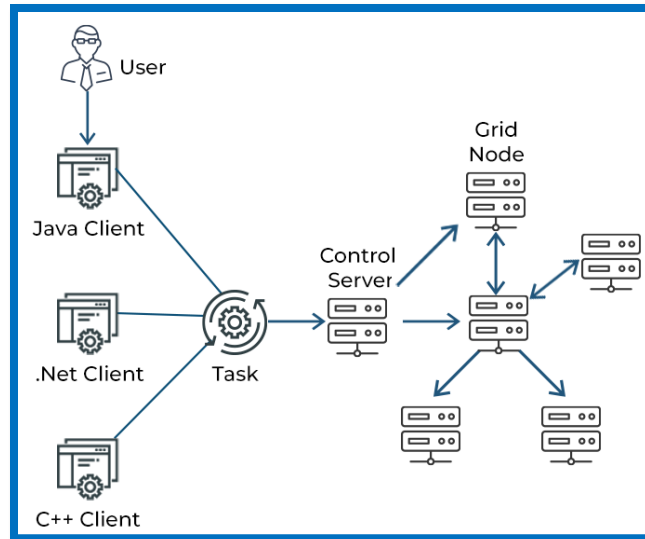 User
Grid
Node
Java Client
Control
Server
.Net Client
Task
C++ Client